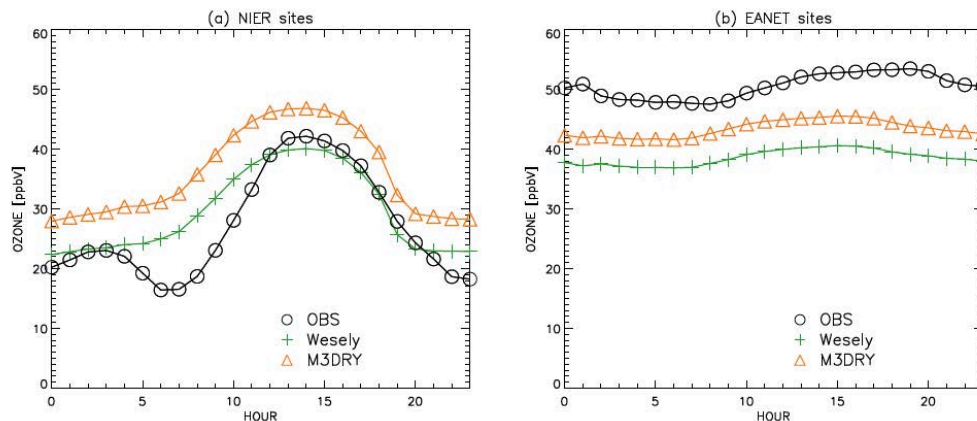 (a) NIER sites
60
50
40
30
20
10
0
OZONE [ppbV]
0 5 10 15 20
HOUR
OBS
Wesely
M3DRY
(b) EANET sites
60
50
40
30
20
10
0
OZONE [ppbV]
0 5 10 15 20
HOUR
OBS
Wesely
M3DRY